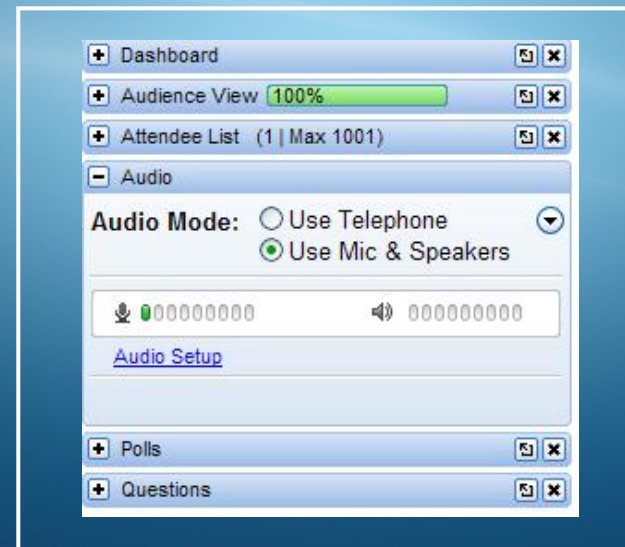 Dashboard
Audience View 100%
Attendee List (1 | Max 1001)
Audio
Audio Mode: Use Telephone
Use Mic & Speakers
Audio Setup
Polls
Questions